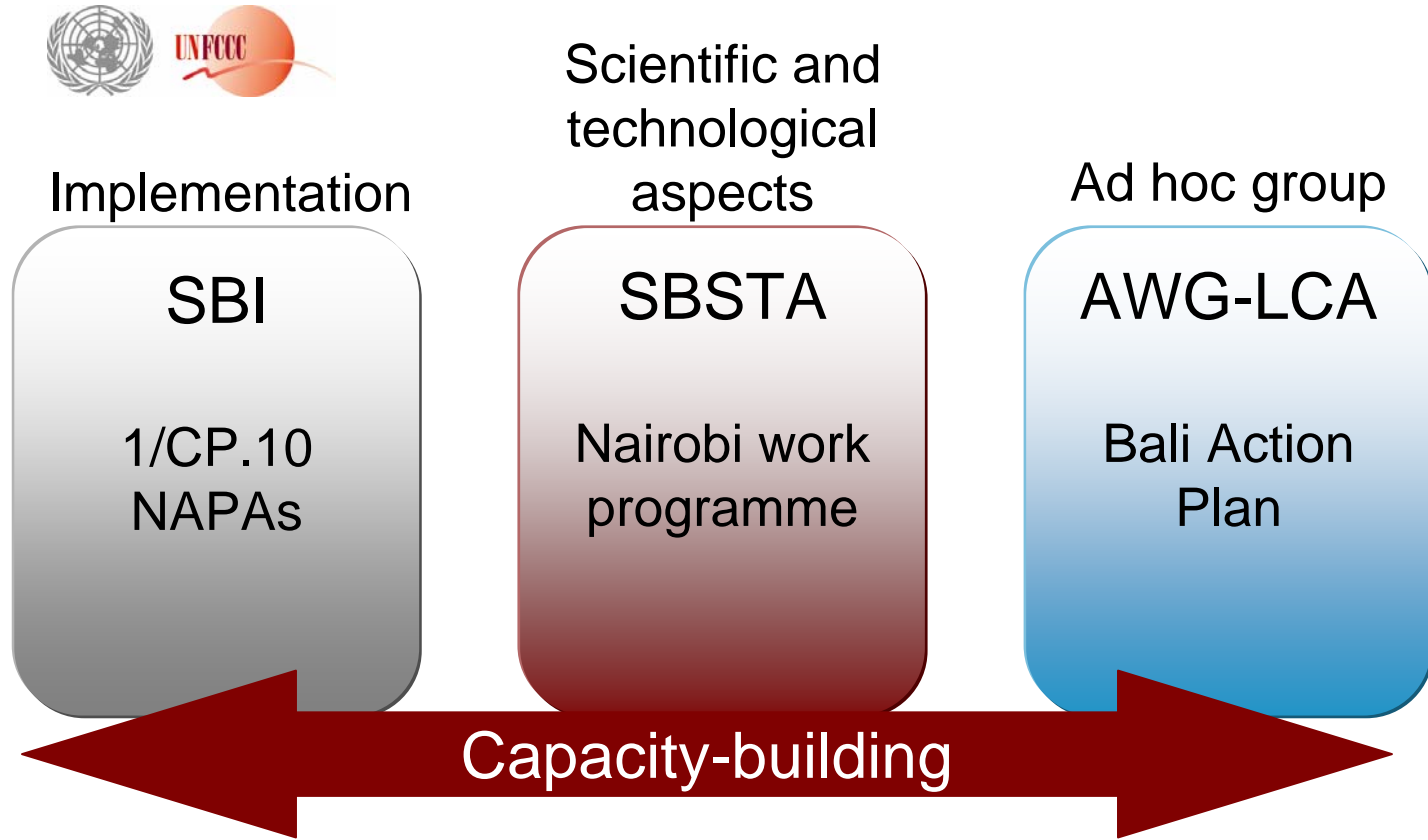 UNFCCC
Implementation
SBI
1/CP.10
NAPAs
Scientific and
technological
aspects
SBSTA
Nairobi work
programme
Ad hoc group
AWG-LCA
Bali Action
Plan
Capacity-building